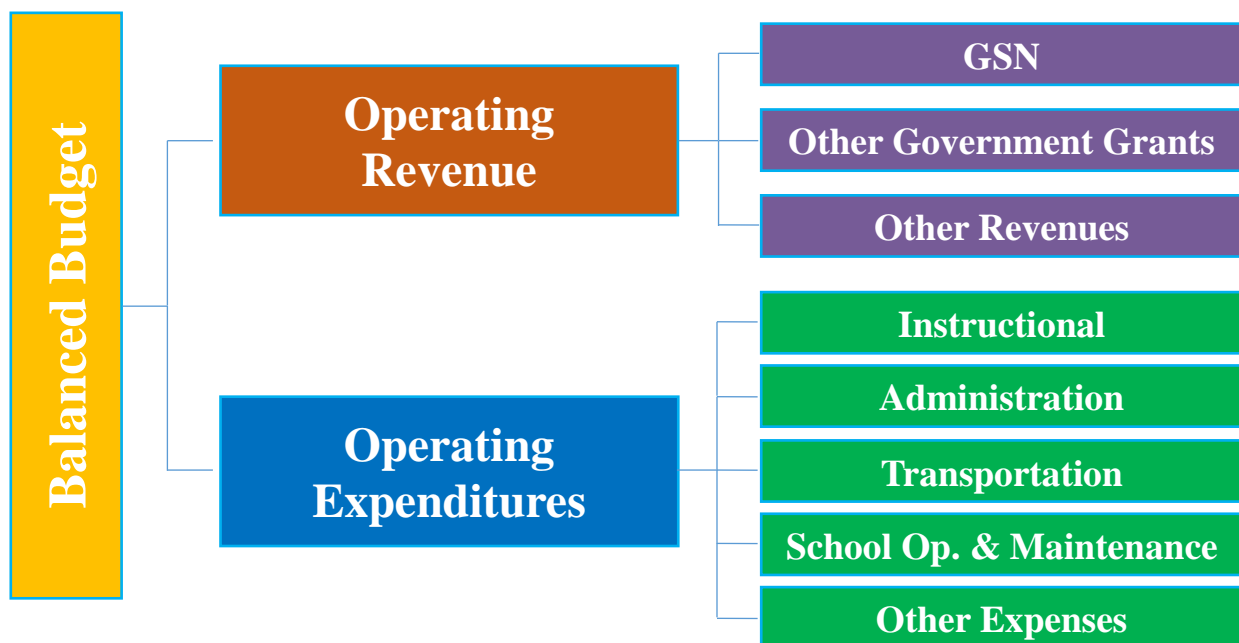 Balanced Budget
Operating
Revenue
GSN
Other Government Grants
Other Revenues
Operating
Expenditures
Instructional
Administration
Transportation
School Op. & Maintenance
Other Expenses